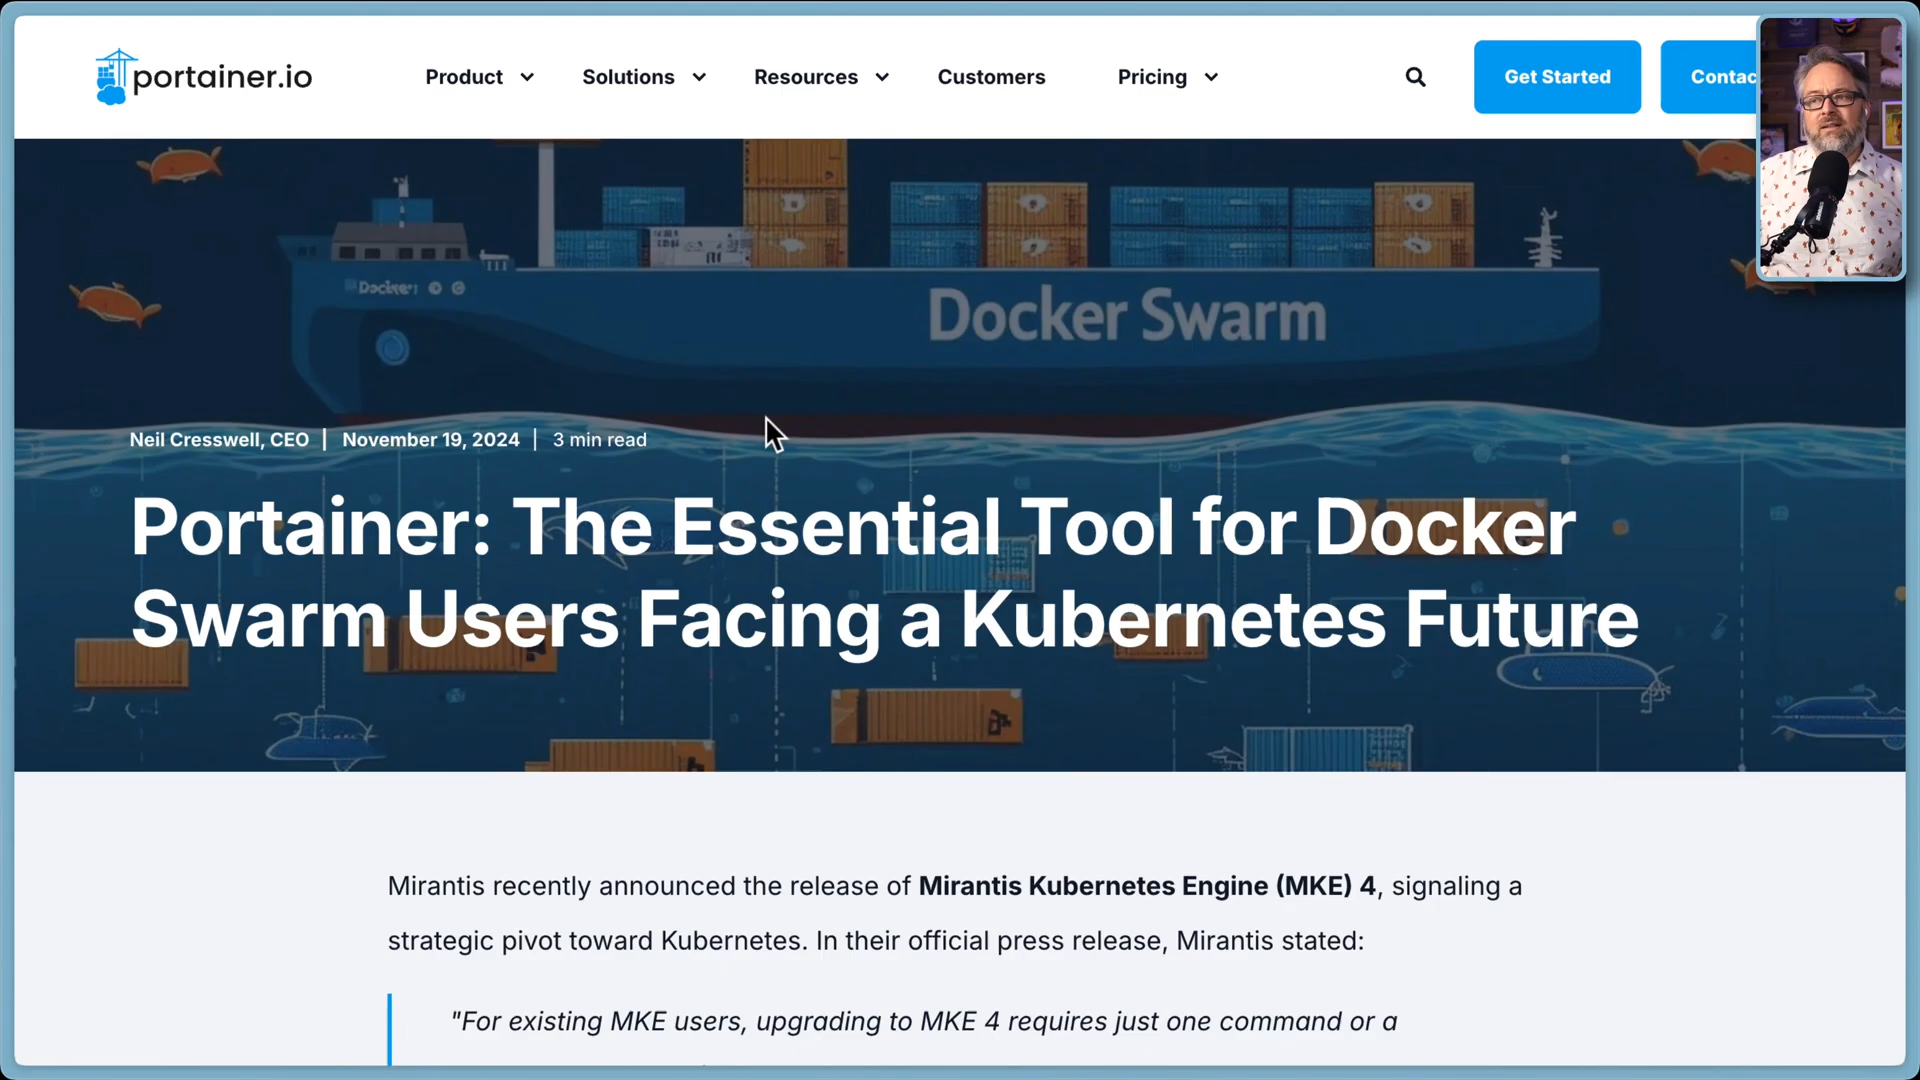 portainer.io
Product
Solutions
Resources
Customers
Pricing
Get Started
Contac
Docker
Docker Swarm
Neil Cresswell, CEO | November 19, 2024 | 3 min read
Portainer: The Essential Tool for Docker
Swarm Users Facing a Kubernetes Future
Mirantis recently announced the release of Mirantis Kubernetes Engine (MKE) 4, signaling a
strategic pivot toward Kubernetes. In their official press release, Mirantis stated:
"For existing MKE users, upgrading to MKE 4 requires just one command or a